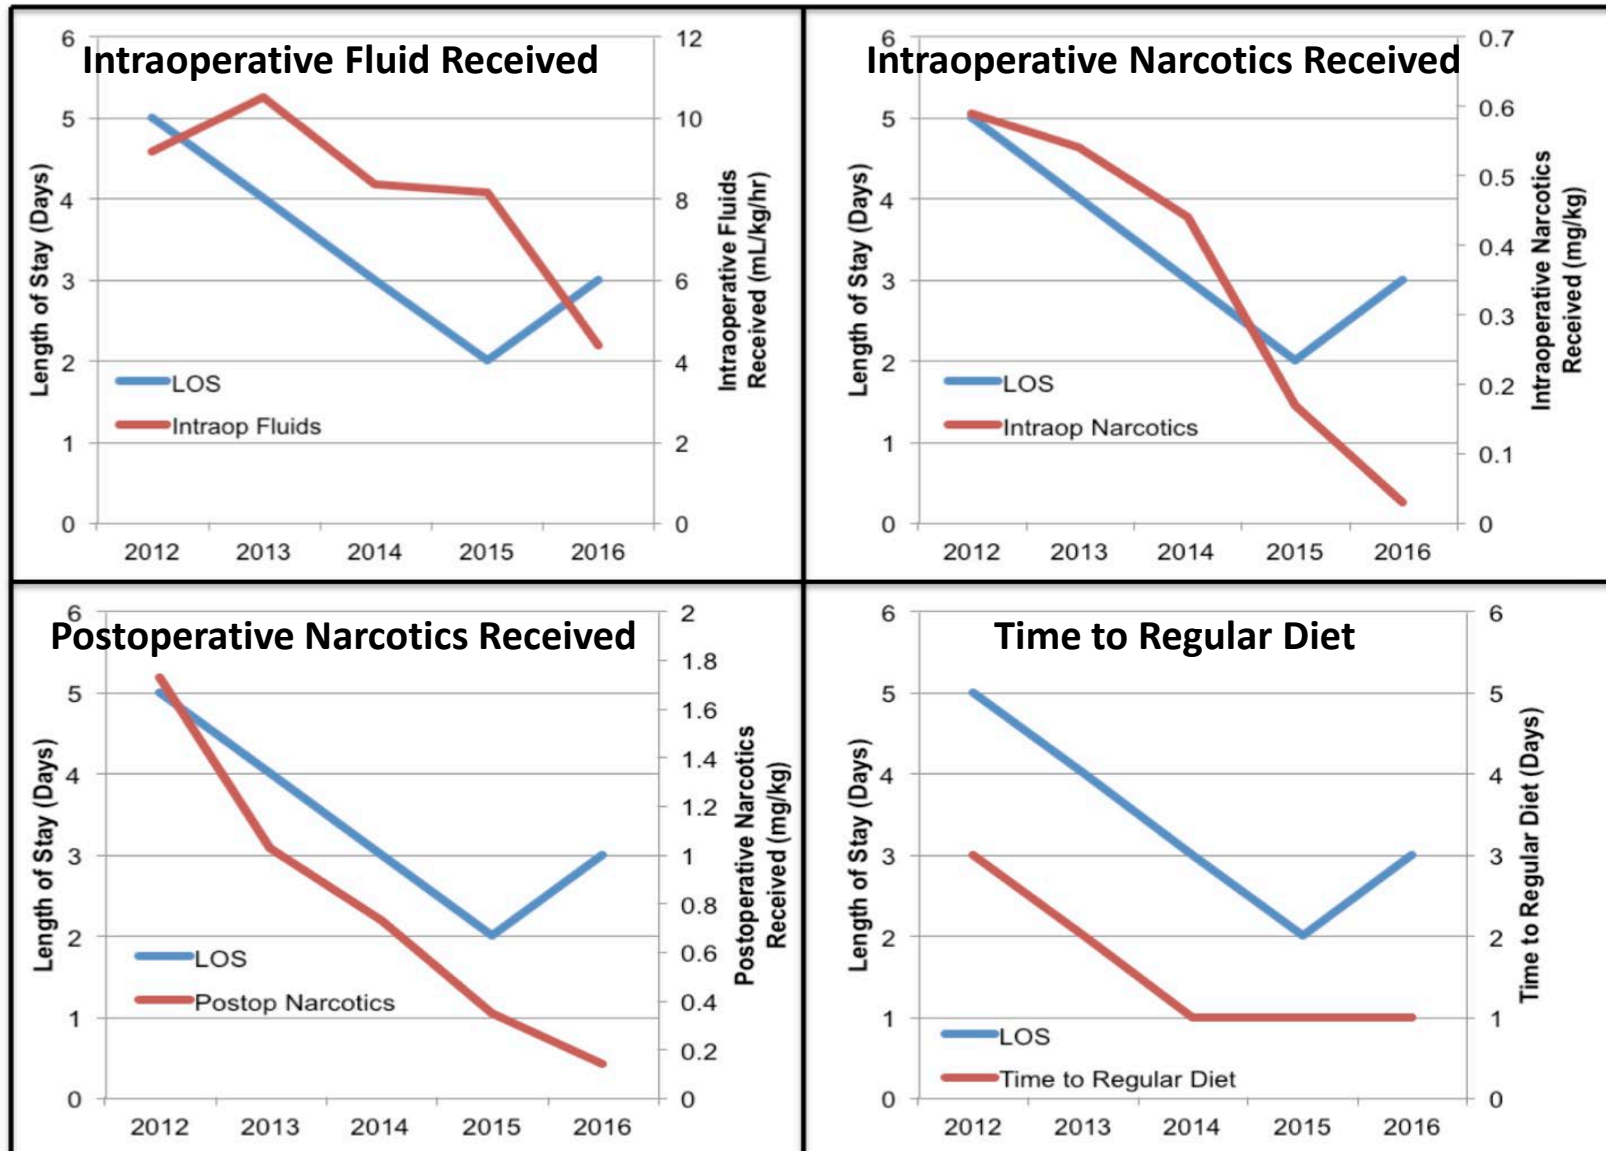 Intraoperative Fluid Received
6
5
4
3
2
1
0
12
10
8
6
4
2
0
Length of Stay (Days)
Intraoperative Fluids
Received (mL/kg/hr)
LOS
Intraop Fluids
2012 2013 2014 2015 2016
Intraoperative Narcotics Received
6
5
4
3
2
1
0
0.7
0.6
0.5
0.4
0.3
0.2
0.1
0
Length of Stay (Days)
Intraoperative Narcotics
Received (mg/kg)
LOS
Intraop Narcotics
2012 2013 2014 2015 2016
Postoperative Narcotics Received
6
5
4
3
2
1
0
2
1.8
1.6
1.4
1.2
1
0.8
0.6
0.4
0.2
0
Length of Stay (Days)
Postoperative Narcotics
Received (mg/kg)
LOS
Postop Narcotics
2012 2013 2014 2015 2016
Time to Regular Diet
6
5
4
3
2
1
0
6
5
4
3
2
1
0
Length of Stay (Days)
Time to Regular Diet (Days)
LOS
Time to Regular Diet
2012 2013 2014 2015 2016